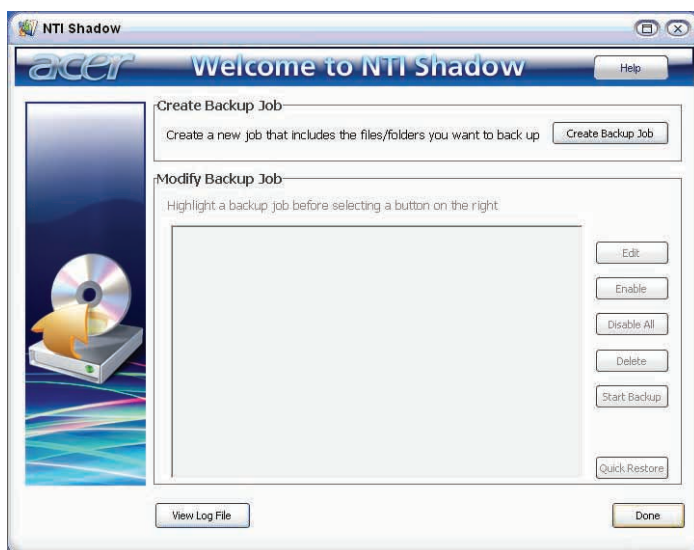 NTI Shadow
acer Welcome to NTI Shadow Help
Create Backup Job
Create a new job that includes the files/folders you want to back up Create Backup Job
Modify Backup Job
Highlight a backup job before selecting a button on the right
Edit
Enable
Disable All
Delete
Start Backup
Quick Restore
View Log File Done